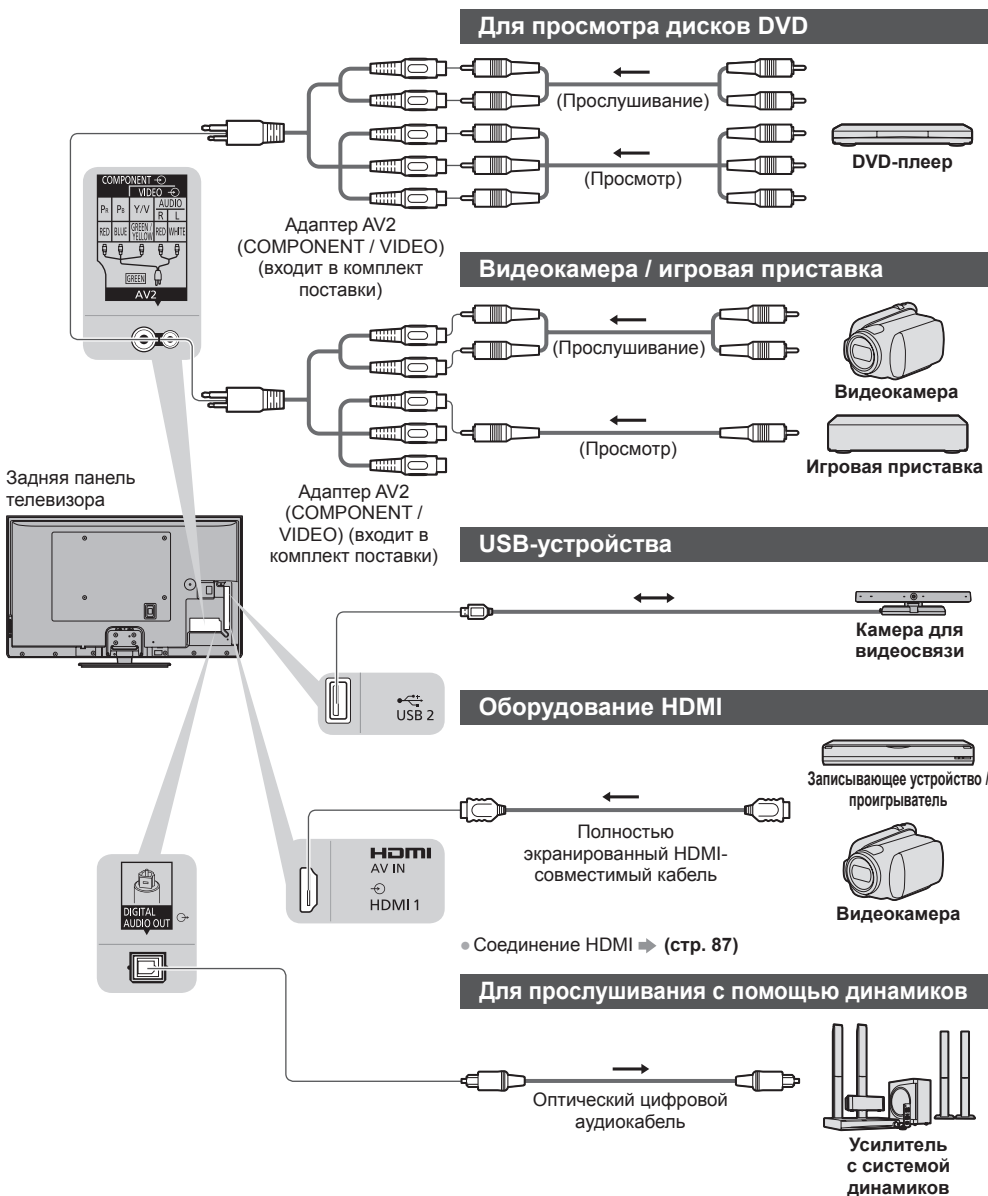 Для просмотра дисков DVD
(Прослушивание)
(Просмотр)
DVD-плеер
COMPONENT
VIDEO
PR PB Y/V AUDIO
R L
RED BLUE GREEN / YELLOW RED WHITE
GREEN
AV2
Адаптер AV2
(COMPONENT / VIDEO)
(входит в комплект
поставки)
Видеокамера / игровая приставка
(Прослушивание)
Видеокамера
(Просмотр)
Игровая приставка
Задняя панель
телевизора
Адаптер AV2
(COMPONENT /
VIDEO) (входит в
комплект поставки)
USB-устройства
Камера для
видеосвязи
USB 2
Оборудование HDMI
Записывающее устройство /
проигрыватель
Полностью
экранированный HDMI-
совместимый кабель
HDMI
AV IN
HDMI 1
Видеокамера
DIGITAL
AUDIO OUT
● Соединение HDMI ➡ (стр. 87)
Для прослушивания с помощью динамиков
Оптический цифровой
аудиокабель
Усилитель
с системой
динамиков